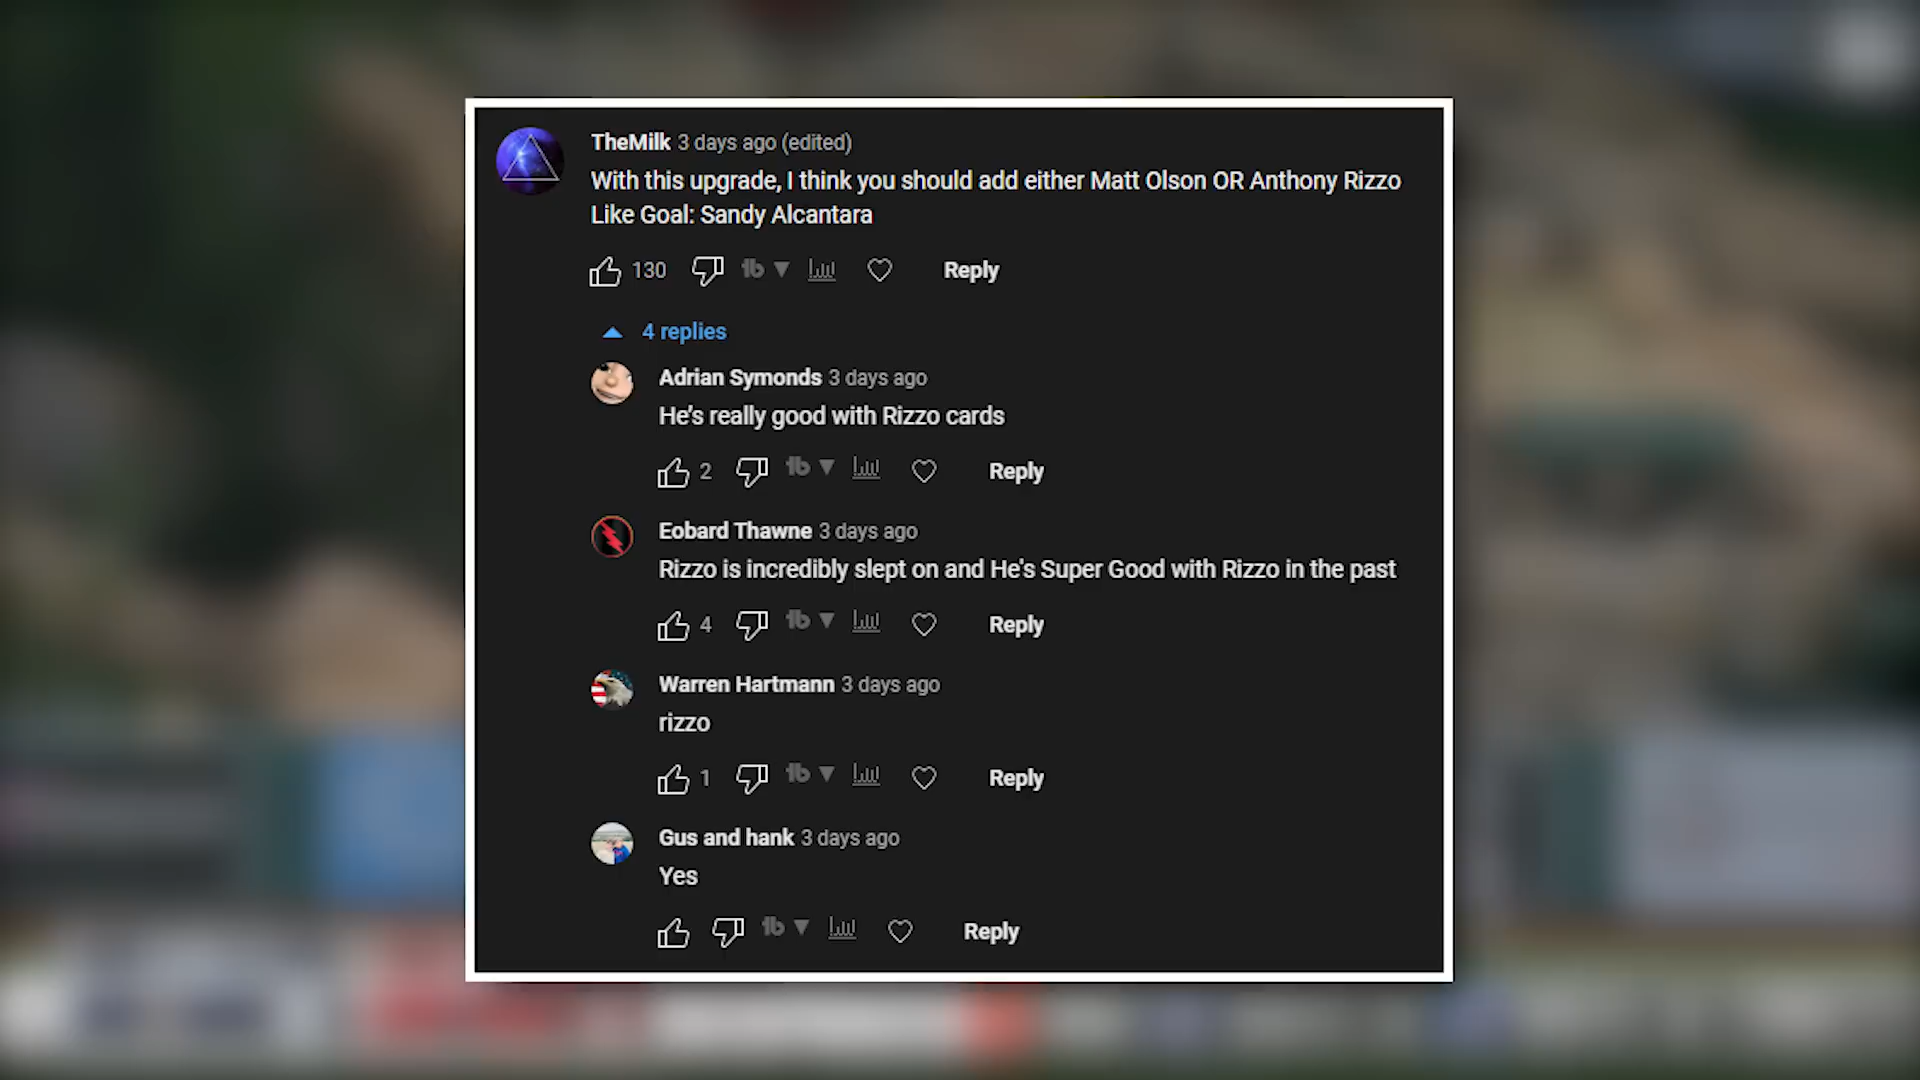 TheMilk 3 days ago (edited)
With this upgrade, I think you should add either Matt Olson OR Anthony Rizzo
Like Goal: Sandy Alcantara
130 Reply
4 replies
Adrian Symonds 3 days ago
He's really good with Rizzo cards
2 Reply
Eobard Thawne 3 days ago
Rizzo is incredibly slept on and He's Super Good with Rizzo in the past
4 Reply
Warren Hartmann 3 days ago
rizzo
1 Reply
Gus and hank 3 days ago
Yes
Reply